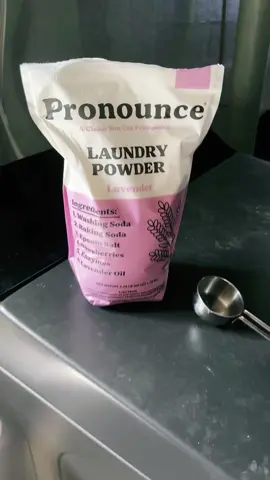 Pronounce
LAUNDRY
POWDER
Lavender
Ingredients:
1.Washing Soda
2.Baking Soda
3.Epsom Salt
4.Soapberries
5.Enzymes
6.Lavender Oil